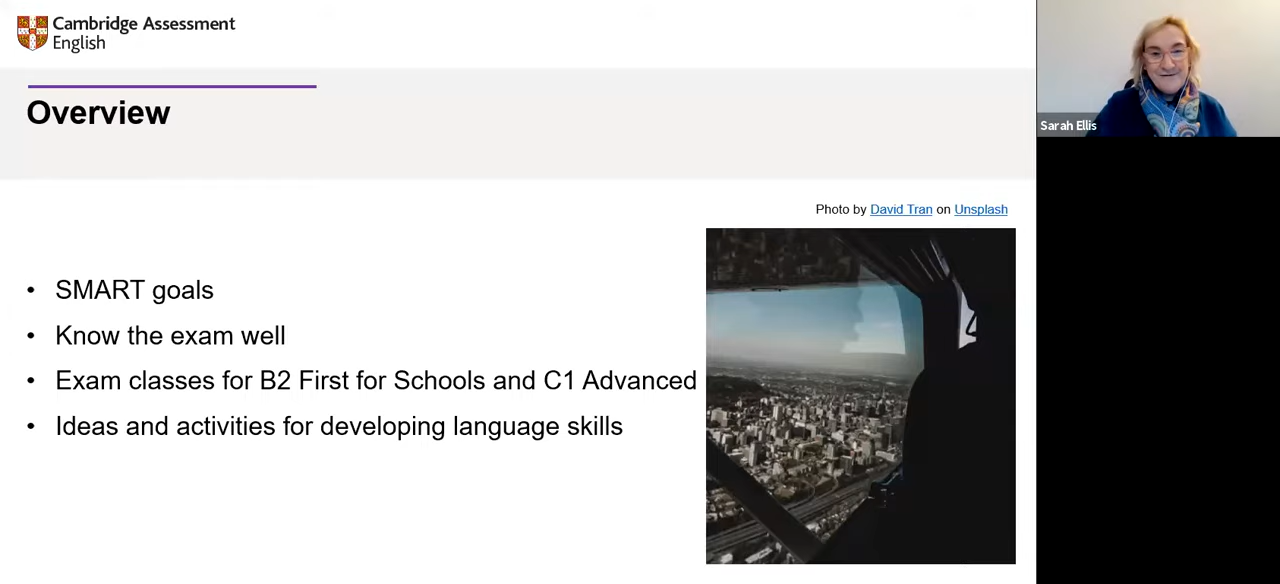 Cambridge Assessment
English
Overview
Sarah Ellis
Photo by David Tran on Unsplash
• SMART goals
• Know the exam well
• Exam classes for B2 First for Schools and C1 Advanced
• Ideas and activities for developing language skills